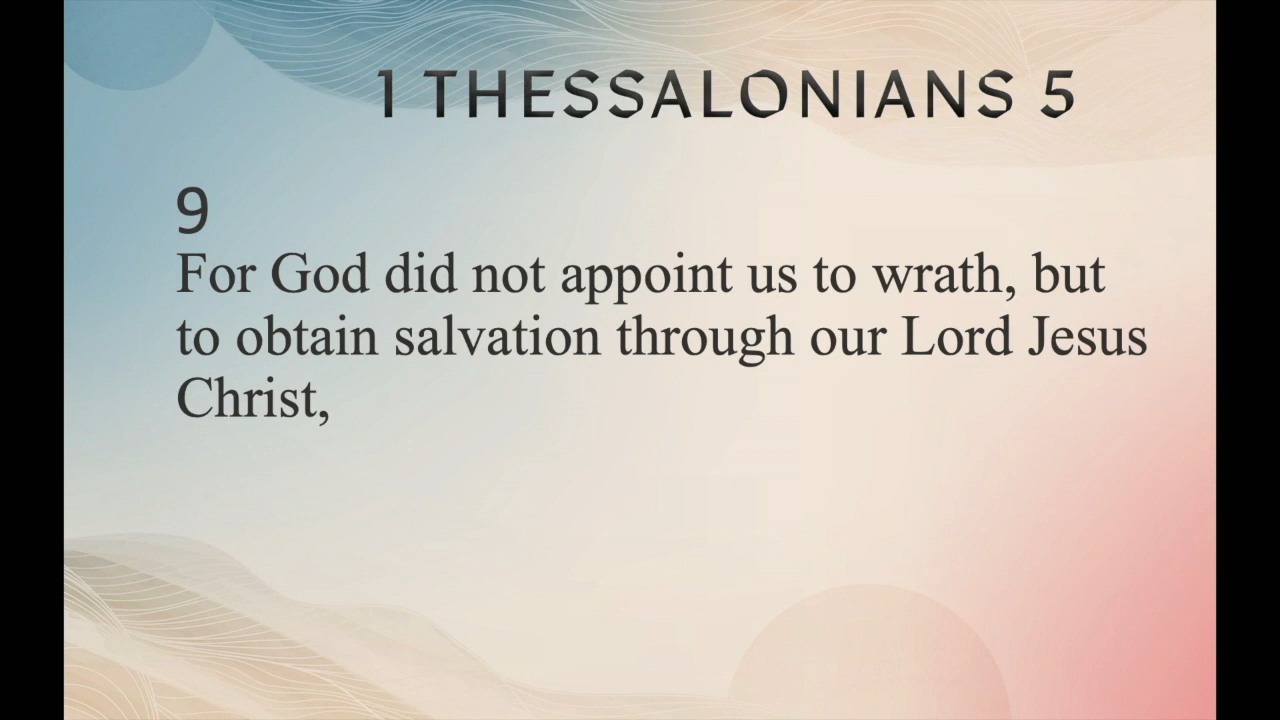 1 THESSALONIANS 5
9
For God did not appoint us to wrath, but
to obtain salvation through our Lord Jesus
Christ,